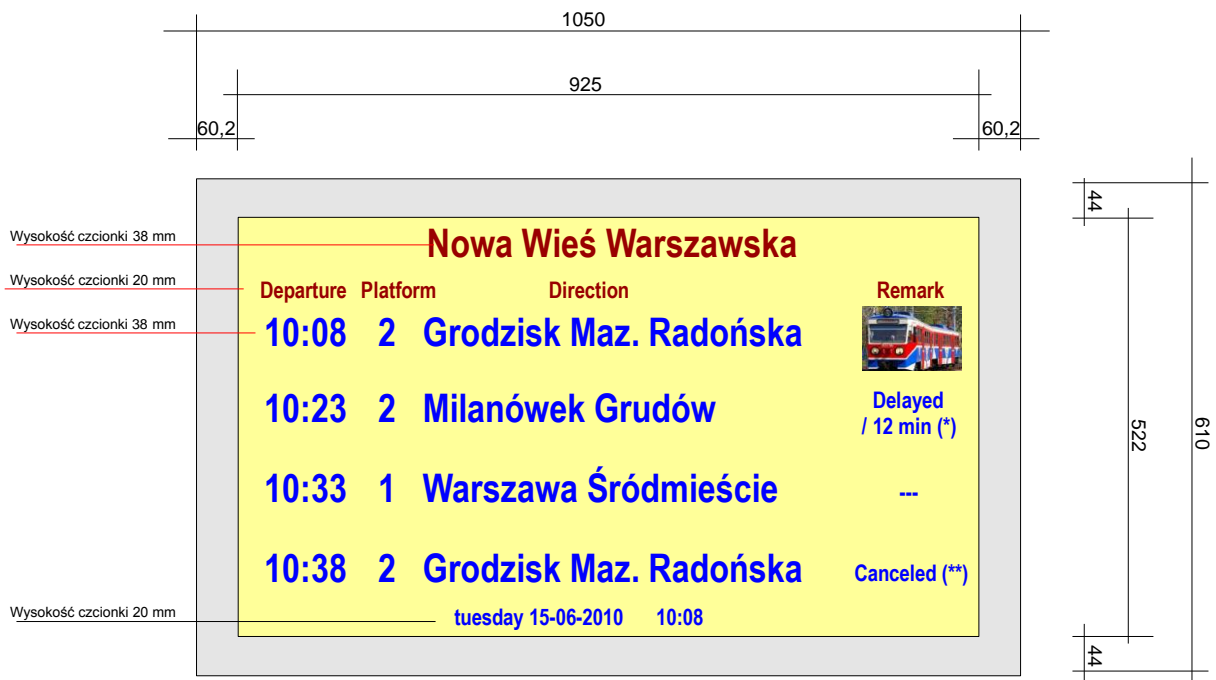 1050
925
60,2
60,2
44
Wysokość czcionki 38 mm
Nowa Wieś Warszawska
Wysokość czcionki 20 mm
Departure Platform Direction Remark
Wysokość czcionki 38 mm
10:08 2 Grodzisk Maz. Radońska
10:23 2 Milanówek Grudów Delayed
/ 12 min (*)
522
610
10:33 1 Warszawa Śródmieście ---
10:38 2 Grodzisk Maz. Radońska Canceled (**)
Wysokość czcionki 20 mm
tuesday 15-06-2010 10:08
44